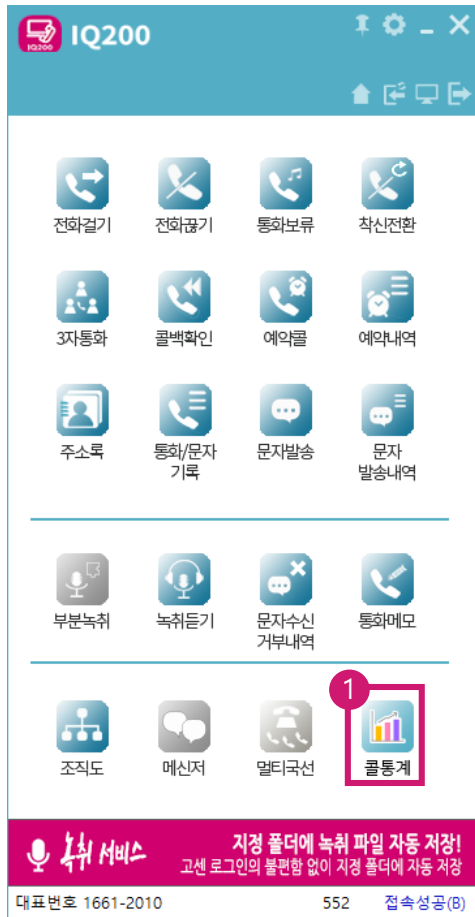 IQ200
IQ200
전화걸기 전화끊기 통화보류 착신전환
3자통화 콜백확인 예약콜 예약내역
주소록 통화/문자 기록 문자발송 문자 발송내역
부분녹취 녹취듣기 문자수신 거부내역 통화메모
1
조직도 메신저 멀티국선 콜통계
녹취 서비스
지정 폴더에 녹취 파일 자동 저장!
고센 로그인의 불편함 없이 지정 폴더에 자동 저장
대표번호 1661-2010 552 접속성공(B)